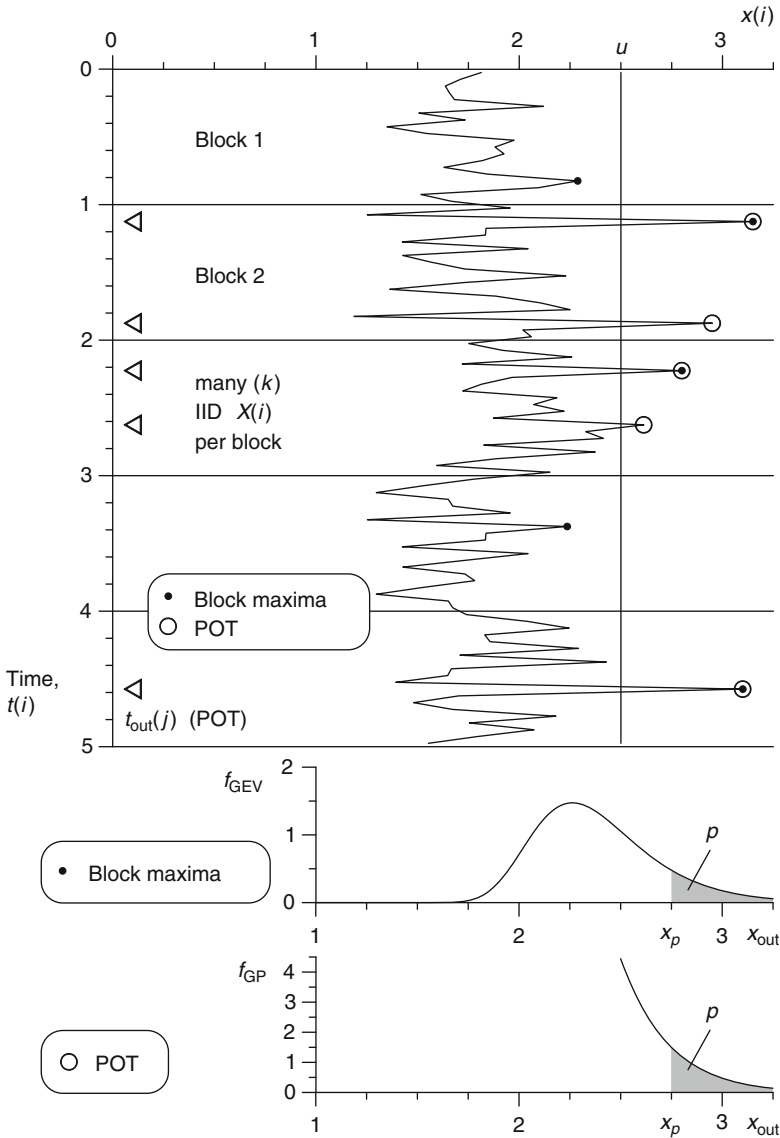 x(i)
0 1 2 u 3
0
Block 1
1
Block 2
2
many (k)
IID X(i)
per block
3
Block maxima
POT
4
Time,
t(i)
t_out(j) (POT)
5
2
f_GEV
1
p
Block maxima
0
1 2 x_p 3 x_out
f_GP
4
3
2
p
1
POT
0
1 2 x_p 3 x_out